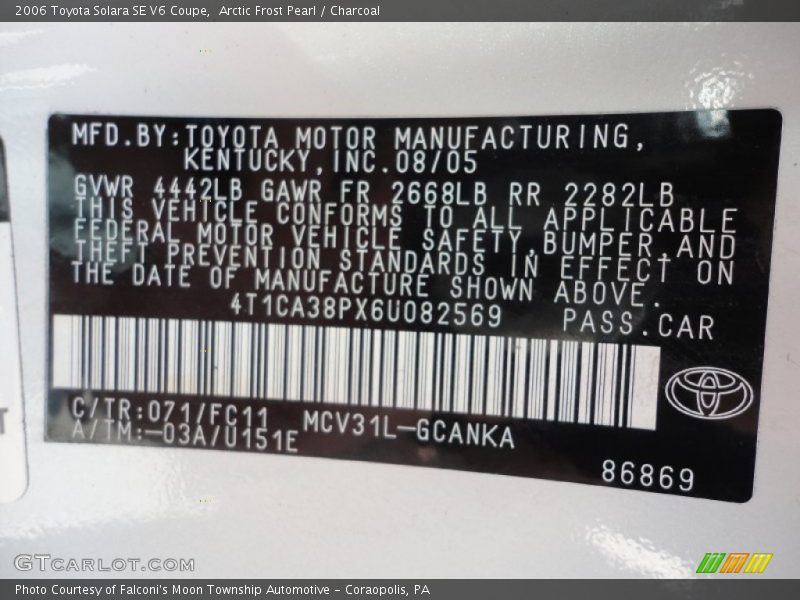 2006 Toyota Solara SE V6 Coupe,  Arctic Frost Pearl / Charcoal
MFD.BY:TOYOTA MOTOR MANUFACTURING,
KENTUCKY,INC.08/05
GVWR 4442LB GAWR FR 2668LB RR 2282LB
THIS VEHICLE CONFORMS TO ALL APPLICABLE
FEDERAL MOTOR VEHICLE SAFETY,BUMPER,AND
THEFT PREVENTION STANDARDS IN EFFECT ON
THE DATE OF MANUFACTURE SHOWN ABOVE.
4T1CA38PX6U082569 PASS.CAR
C/TR:071/FC11 MCV31L-GCANKA
A/TM:-03A/U151E
86869
T
GTCARLOT.COM
Photo Courtesy of Falconi's Moon Township Automotive - Coraopolis, PA